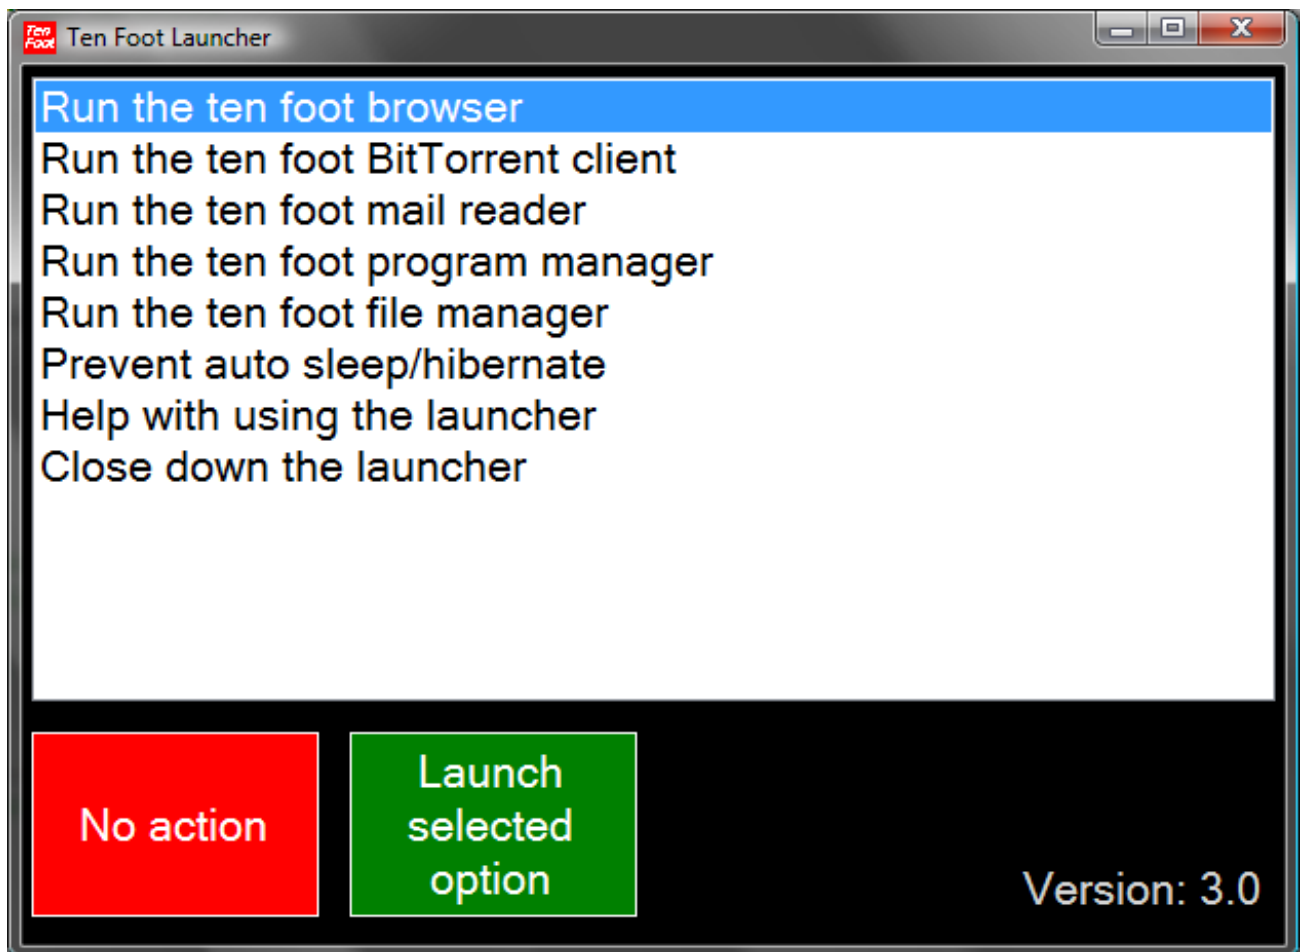 Ten
Foot
Ten Foot Launcher
Run the ten foot browser
Run the ten foot BitTorrent client
Run the ten foot mail reader
Run the ten foot program manager
Run the ten foot file manager
Prevent auto sleep/hibernate
Help with using the launcher
Close down the launcher
No action
Launch
selected
option
Version: 3.0